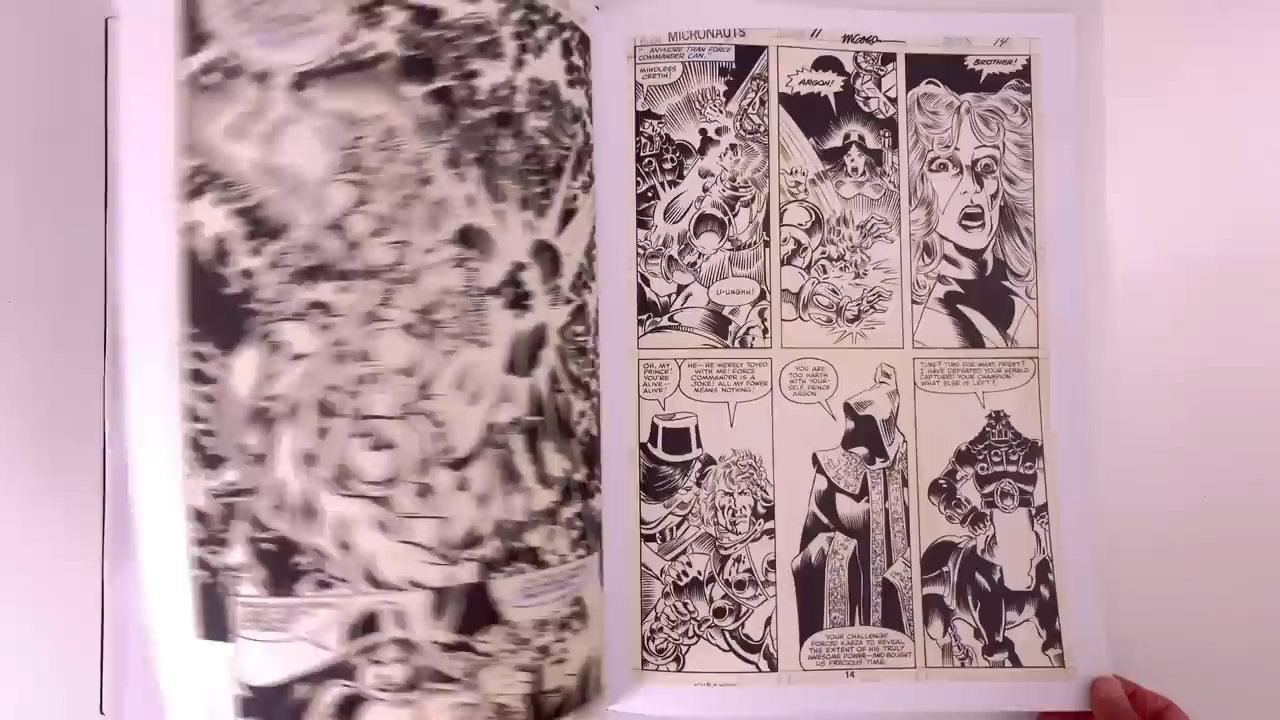 MICRONAUTS 11 14
" ANYMORE THAN FORCE
COMMANDER CAN."
MINDLESS
CRETIN!
U-UNGHH!
ARGON!
BROTHER!
OH, MY
PRINCE!
YOU'RE
ALIVE--
ALIVE!
HE--HE MERELY TOYED
WITH ME! FORCE
COMMANDER IS A
JOKE! ALL MY POWER
MEANS NOTHING!
YOU ARE
TOO HARSH
WITH YOUR-
SELF, PRINCE
ARGON.
YOUR CHALLENGE
FORCED KARZA TO REVEAL
THE EXTENT OF HIS TRULY
AWESOME POWER--AND BOUGHT
US PRECIOUS TIME!
TIME? TIME FOR WHAT, PRIEST?
I HAVE DEFEATED YOUR HERALD
CAPTURED YOUR CHAMPION!
WHAT ELSE IS LEFT?
14